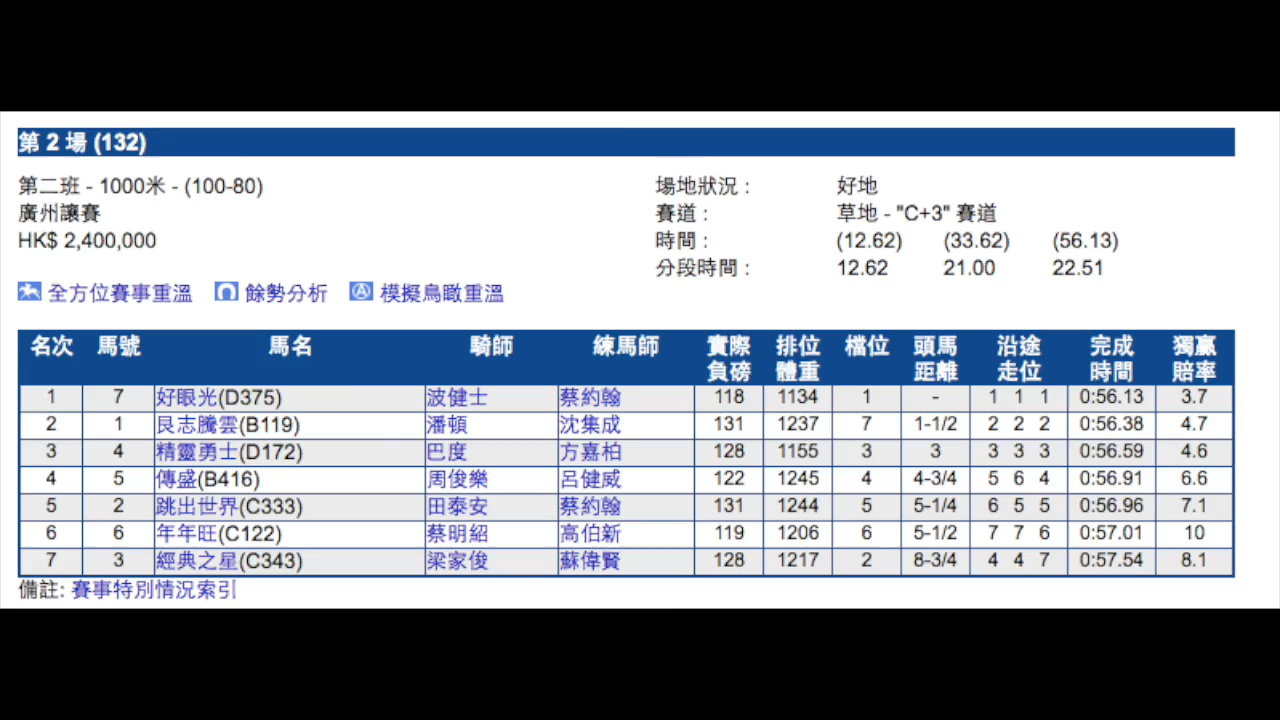 第 2 場 (132)
第二班 - 1000米 - (100-80)
場地狀況 : 好地
廣州讓賽
賽道 : 草地 - "C+3" 賽道
HK$ 2,400,000
時間 : (12.62) (33.62) (56.13)
分段時間 : 12.62 21.00 22.51
全方位賽事重溫 餘勢分析 模擬鳥瞰重溫
名次 馬號 馬名 騎師 練馬師 實際負磅 排位體重 檔位 頭馬距離 沿途走位 完成時間 獨贏賠率
1 7 好眼光(D375) 波健士 蔡約翰 118 1134 1 - 1 1 1 0:56.13 3.7
2 1 艮志騰雲(B119) 潘頓 沈集成 131 1237 7 1-1/2 2 2 2 0:56.38 4.7
3 4 精靈勇士(D172) 巴度 方嘉柏 128 1155 3 3 3 3 3 0:56.59 4.6
4 5 傳盛(B416) 周俊樂 呂健威 122 1245 4 4-3/4 5 6 4 0:56.91 6.6
5 2 跳出世界(C333) 田泰安 蔡約翰 131 1244 5 5-1/4 6 5 5 0:56.96 7.1
6 6 年年旺(C122) 蔡明紹 高伯新 119 1206 6 5-1/2 7 7 6 0:57.01 10
7 3 經典之星(C343) 梁家俊 蘇偉賢 128 1217 2 8-3/4 4 4 7 0:57.54 8.1
備註: 賽事特別情況索引